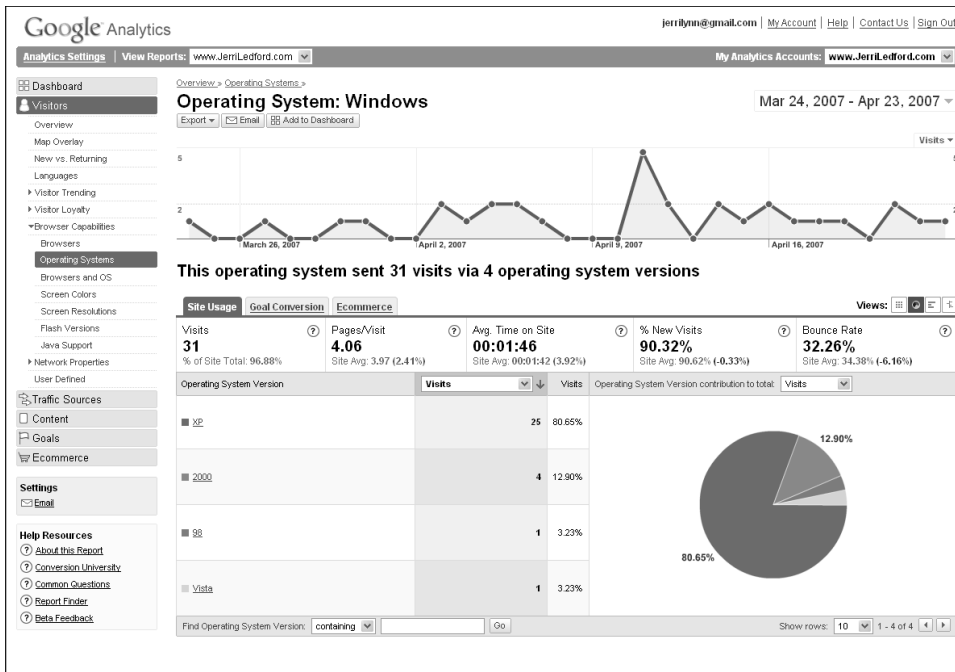 Google Analytics
jerrilynn@gmail.com | My Account | Help | Contact Us | Sign Out
Analytics Settings | View Reports: www.JerriLedford.com
My Analytics Accounts: www.JerriLedford.com
Dashboard
Visitors
Overview
Map Overlay
New vs. Returning
Languages
Visitor Trending
Visitor Loyalty
Browser Capabilities
Browsers
Operating Systems
Browsers and OS
Screen Colors
Screen Resolutions
Flash Versions
Java Support
Network Properties
User Defined
Traffic Sources
Content
Goals
Ecommerce
Settings
Email
Help Resources
About this Report
Conversion University
Common Questions
Report Finder
Beta Feedback
Overview » Operating Systems »
Operating System: Windows
Mar 24, 2007 - Apr 23, 2007
Export Email Add to Dashboard
Visits
5
2
March 26, 2007 April 2, 2007 April 9, 2007 April 16, 2007
This operating system sent 31 visits via 4 operating system versions
Site Usage Goal Conversion Ecommerce
Views:
Visits ?
31
% of Site Total: 96.88%
Pages/Visit ?
4.06
Site Avg: 3.97 (2.41%)
Avg. Time on Site ?
00:01:46
Site Avg: 00:01:42 (3.92%)
% New Visits ?
90.32%
Site Avg: 90.62% (-0.33%)
Bounce Rate ?
32.26%
Site Avg: 34.38% (-6.16%)
Operating System Version Visits Visits Operating System Version contribution to total: Visits
XP 25 80.65%
2000 4 12.90%
98 1 3.23%
Vista 1 3.23%
12.90%
80.65%
Find Operating System Version: containing Go
Show rows: 10 1 - 4 of 4